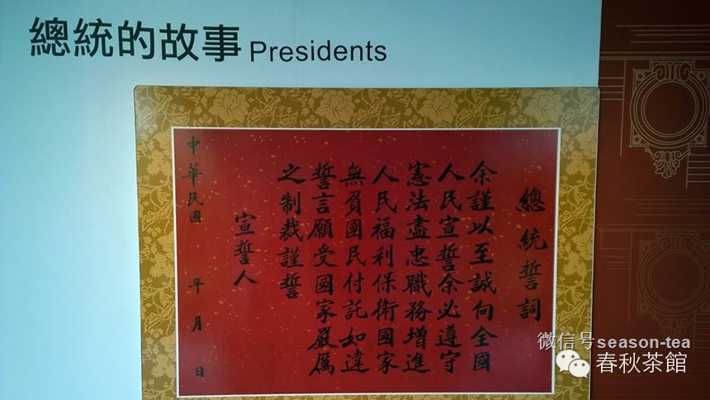 總統的故事 Presidents
總統誓詞
余謹以至誠向全國
人民宣誓余必遵守
憲法盡忠職務增進
人民福利保衛國家
無負國民付託如違
誓言願受國家嚴厲
之制裁謹誓
宣誓人
中華民國 年 月 日
微信号season-tea
春秋茶館